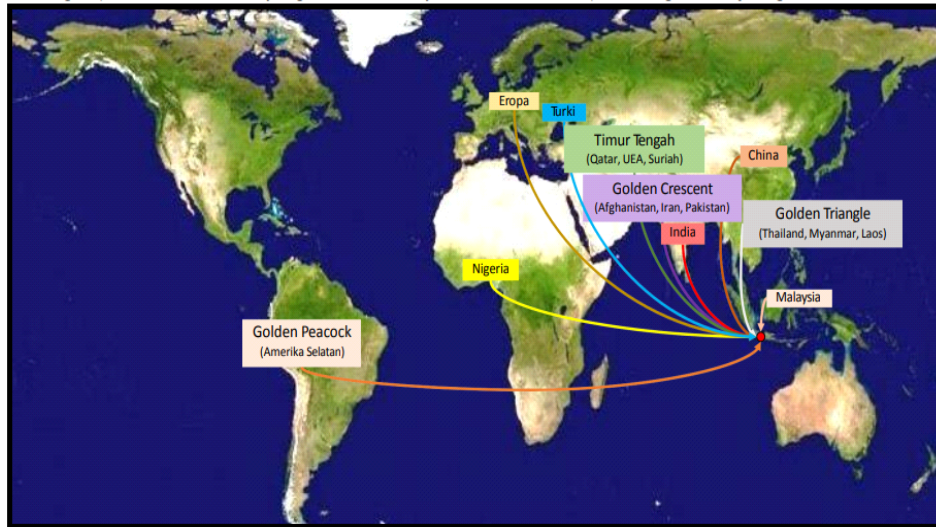 Eropa
Turki
Timur Tengah
(Qatar, UEA, Suriah)
China
Golden Crescent
(Afghanistan, Iran, Pakistan)
Golden Triangle
(Thailand, Myanmar, Laos)
India
Nigeria
Malaysia
Golden Peacock
(Amerika Selatan)